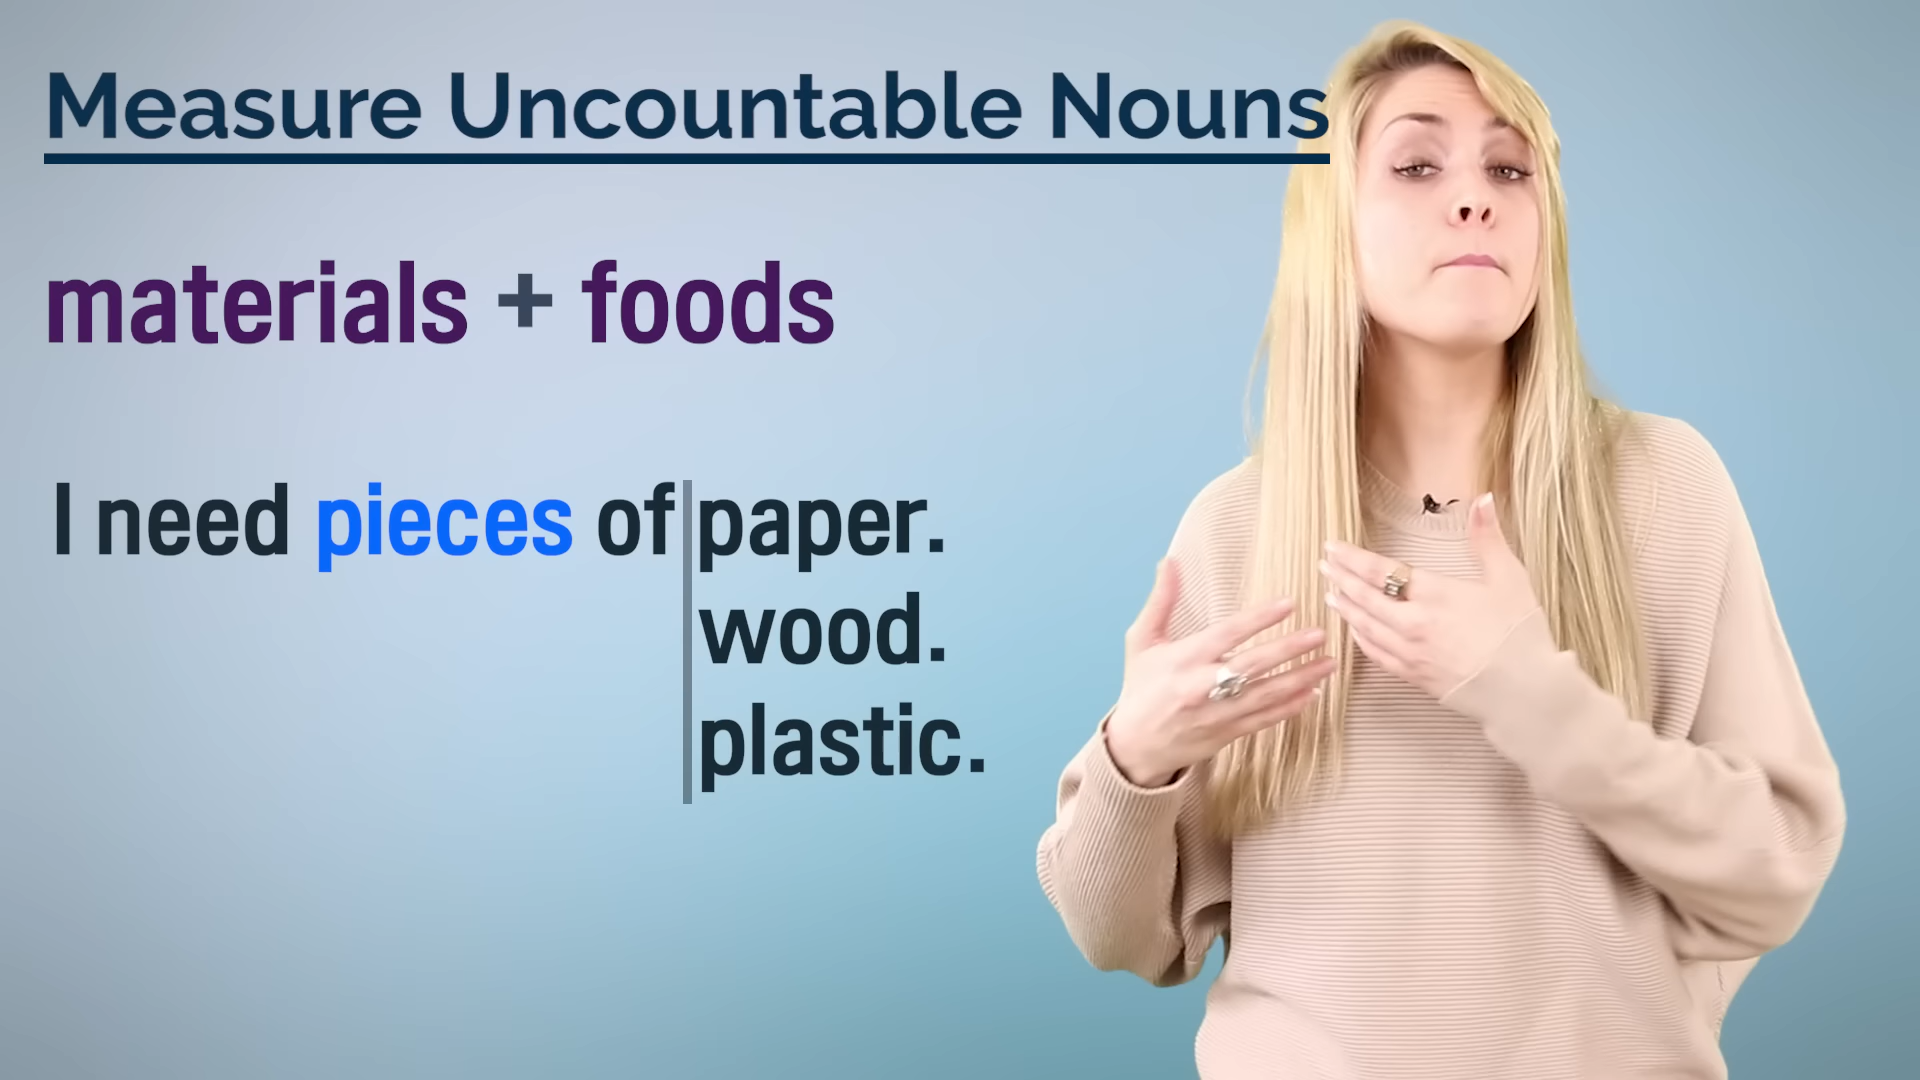 Measure Uncountable Nouns
materials + foods
I need pieces of paper.
wood.
plastic.